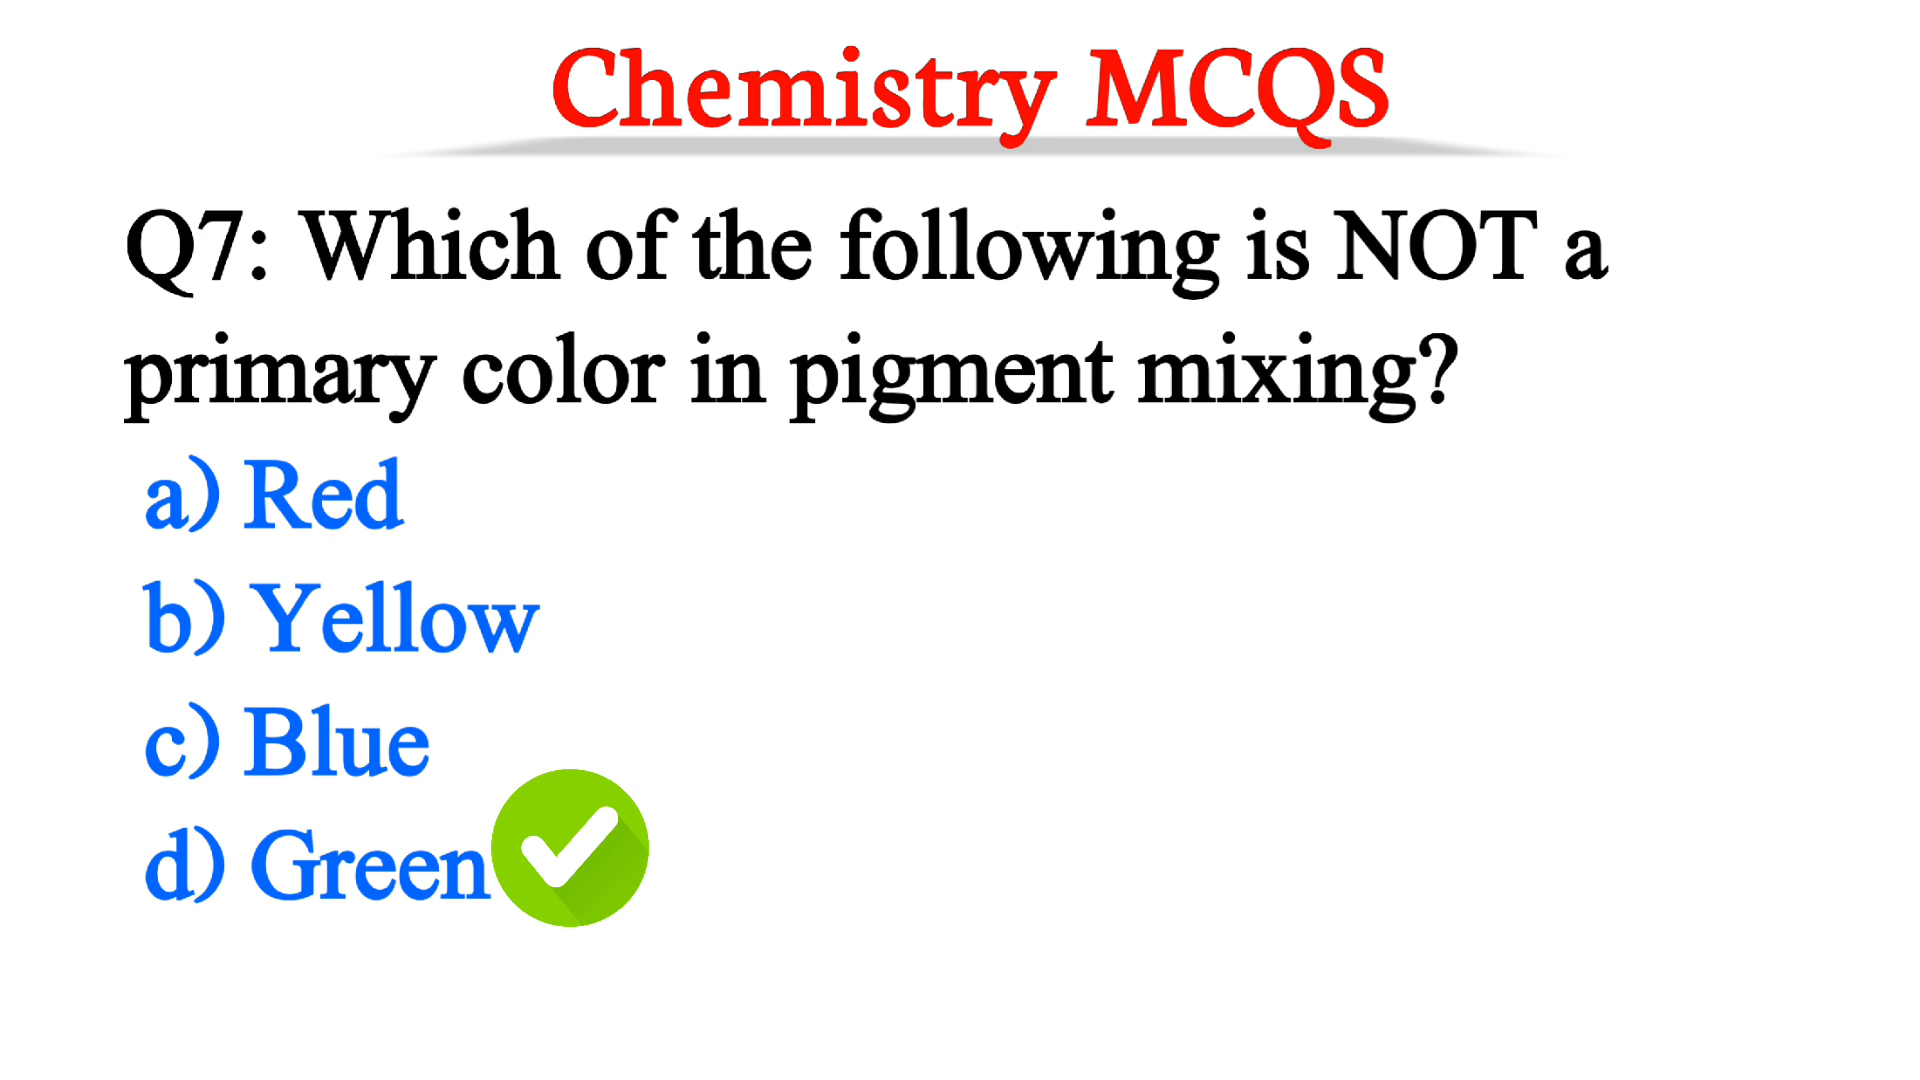 Chemistry MCQS
Q7: Which of the following is NOT a
primary color in pigment mixing?
a) Red
b) Yellow
c) Blue
d) Green